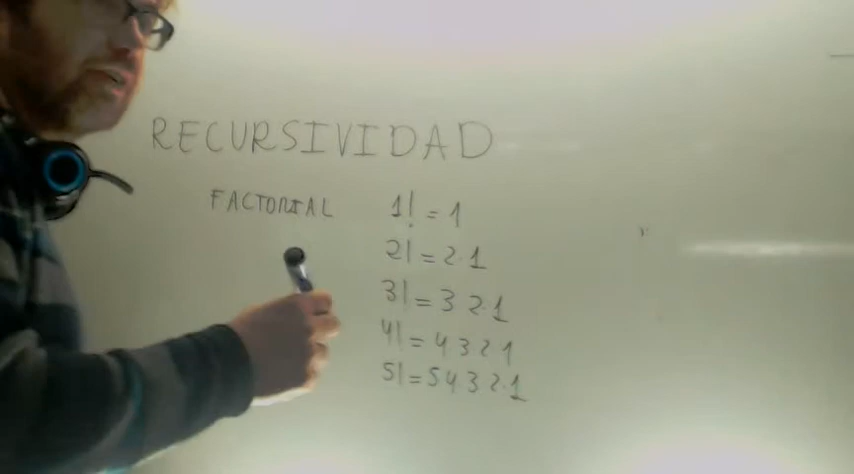 RECURSIVIDAD
FACTORIAL 1! = 1
2! = 2·1
3! = 3 2·1
4! = 4 3 2 1
5! = 5 4 3 2·1